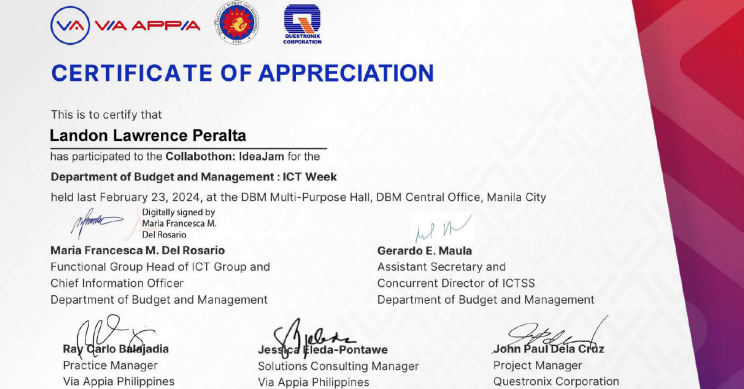 VA VIA APPIA
QUESTRONIX
CORPORATION
CERTIFICATE OF APPRECIATION
This is to certify that
Landon Lawrence Peralta
has participated to the Collabothon: IdeaJam for the
Department of Budget and Management : ICT Week
held last February 23, 2024, at the DBM Multi-Purpose Hall, DBM Central Office, Manila City
Digitally signed by
Maria Francesca M.
Del Rosario
Maria Francesca M. Del Rosario
Functional Group Head of ICT Group and
Chief Information Officer
Department of Budget and Management
Gerardo E. Maula
Assistant Secretary and
Concurrent Director of ICTSS
Department of Budget and Management
Ray Carlo Balajadia
Practice Manager
Via Appia Philippines
Jessica Eleda-Pontawe
Solutions Consulting Manager
Via Appia Philippines
John Paul Dela Cruz
Project Manager
Questronix Corporation